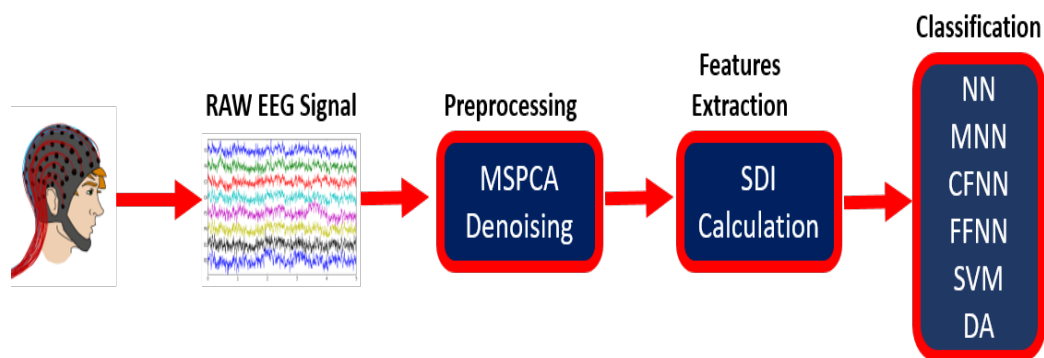 Classification
Features
Extraction
RAW EEG Signal
Preprocessing
MSPCA
Denoising
SDI
Calculation
NN
MNN
CFNN
FFNN
SVM
DA